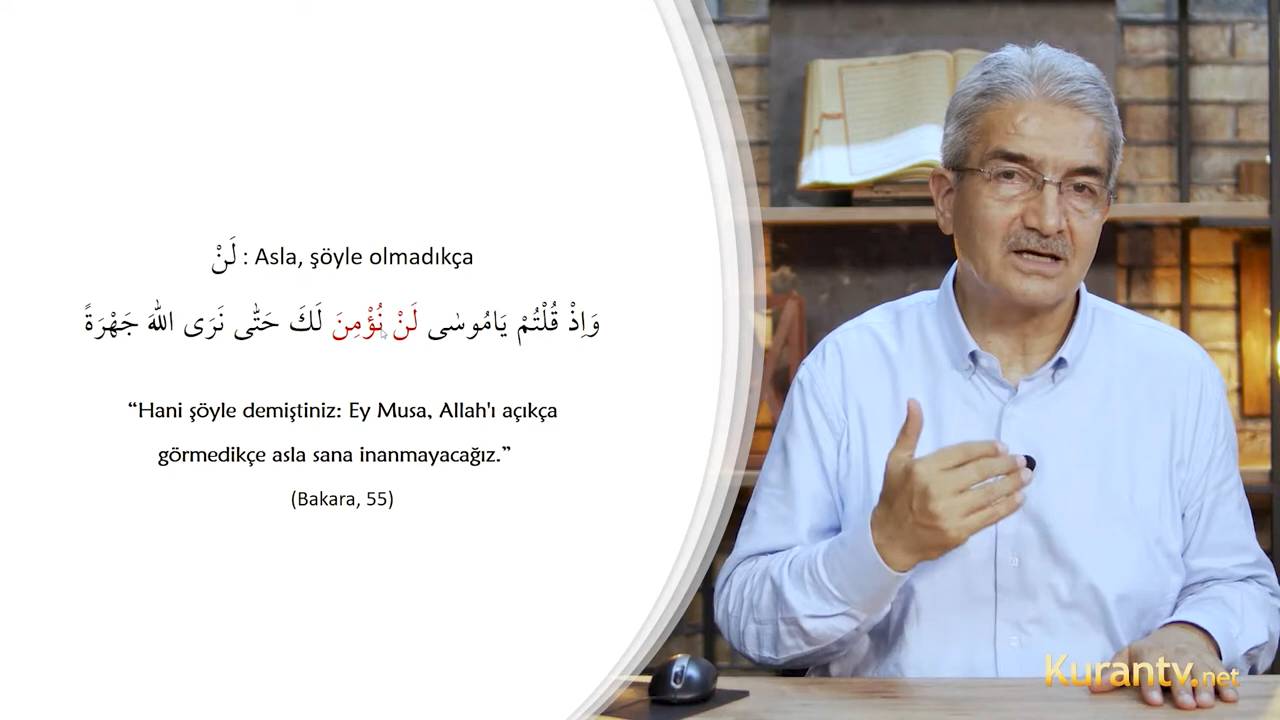 لَنْ : Asla, şöyle olmadıkça
وَاِذْ قُلْتُمْ يَامُوسٰى لَنْ نُؤْمِنَ لَكَ حَتّٰى نَرَى اللهَ جَهْرَةً
“Hani şöyle demiştiniz: Ey Musa, Allah'ı açıkça
görmedikçe asla sana inanmayacağız.”
(Bakara, 55)
Kurantv.net